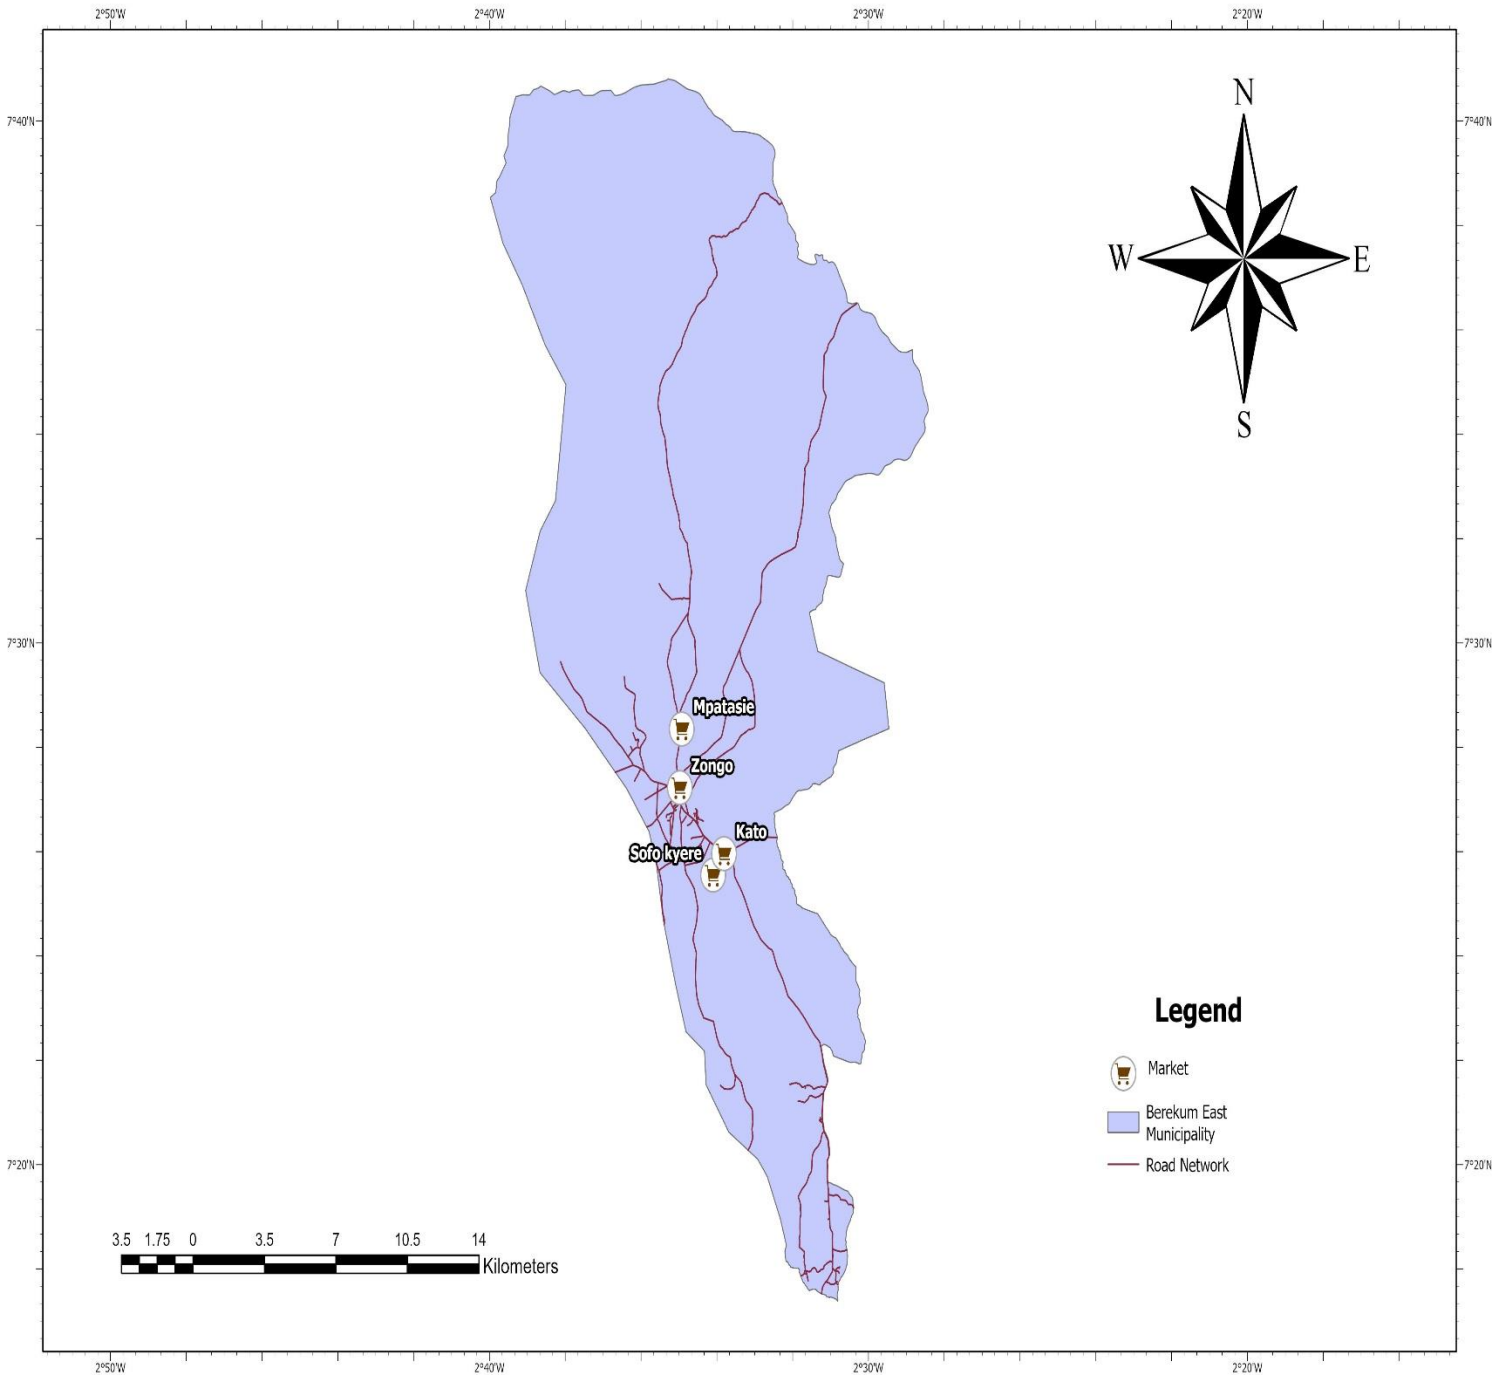 2°50'W 2°40'W 2°30'W 2°20'W
7°40'N 7°40'N
N
W E
S
7°30'N 7°30'N
Mpatasie
Zongo
Kato
Sofo kyere
Legend
Market
Berekum East
Municipality
Road Network
7°20'N 7°20'N
3.5 1.75 0 3.5 7 10.5 14
Kilometers
2°50'W 2°40'W 2°30'W 2°20'W